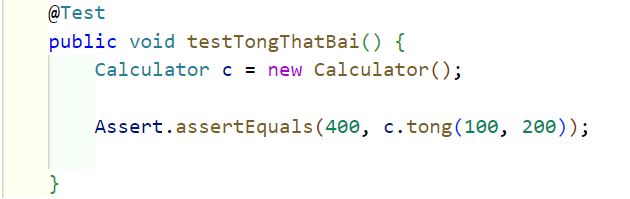 @Test
public void testTongThatBai() {
Calculator c = new Calculator();
Assert.assertEquals(400, c.tong(100, 200));
}